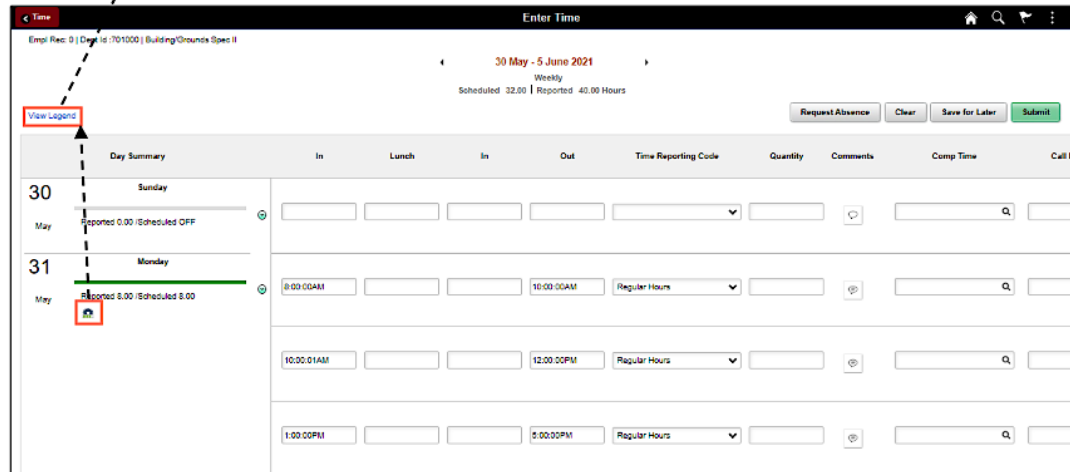 Time
Enter Time
Empl Rec: 0 | Dept Id :701000 | Building/Grounds Spec II
30 May - 5 June 2021
Weekly
Scheduled 32.00 | Reported 40.00 Hours
View Legend
Request Absence Clear Save for Later Submit
Day Summary In Lunch In Out Time Reporting Code Quantity Comments Comp Time Call
30 Sunday
May Reported 0.00 /Scheduled OFF
31 Monday
May Reported 8.00 /Scheduled 8.00
8:00:00AM 10:00:00AM Regular Hours
10:00:01AM 12:00:00PM Regular Hours
1:00:00PM 5:00:00PM Regular Hours